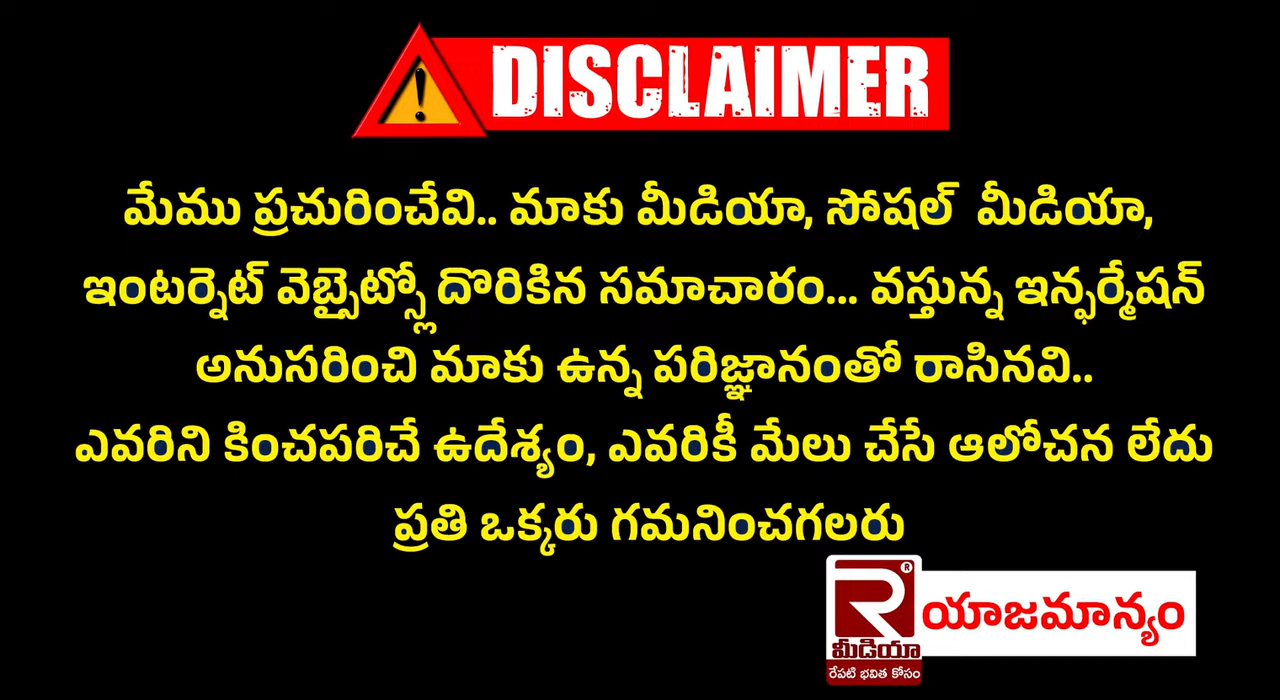 DISCLAIMER
మేము ప్రచురించేవి.. మాకు మీడియా, సోషల్ మీడియా,
ఇంటర్నెట్ వెబ్సైట్స్లో దొరికిన సమాచారం... వస్తున్న ఇన్ఫర్మేషన్
అనుసరించి మాకు ఉన్న పరిజ్ఞానంతో రాసినవి..
ఎవరిని కించపరిచే ఉదేశ్యం, ఎవరికీ మేలు చేసే ఆలోచన లేదు
ప్రతి ఒక్కరు గమనించగలరు
R ®
మీడియా
రేపటి భవిత కోసం
యాజమాన్యం